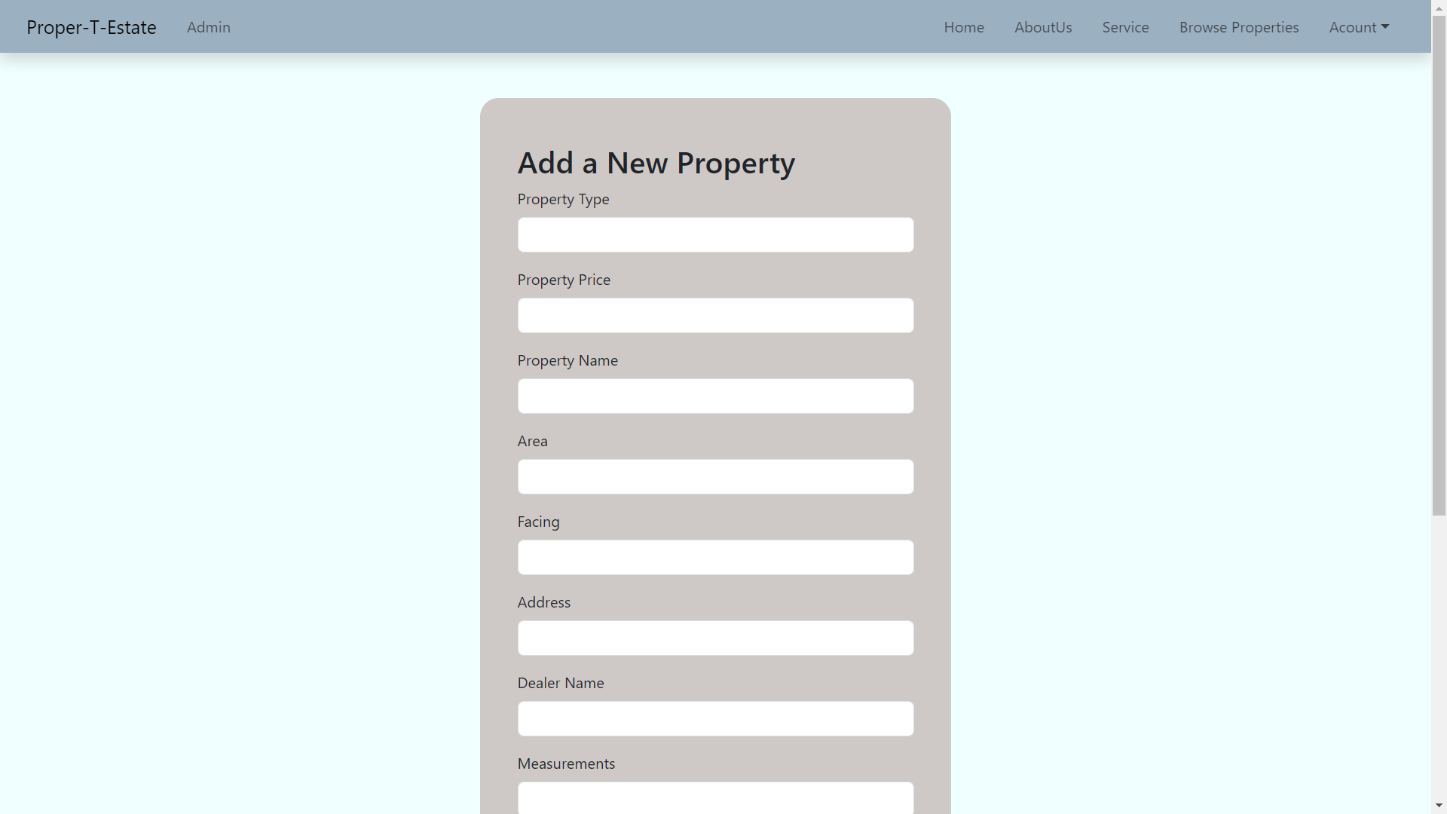 Proper-T-Estate Admin Home AboutUs Service Browse Properties Acount
Add a New Property
Property Type
Property Price
Property Name
Area
Facing
Address
Dealer Name
Measurements